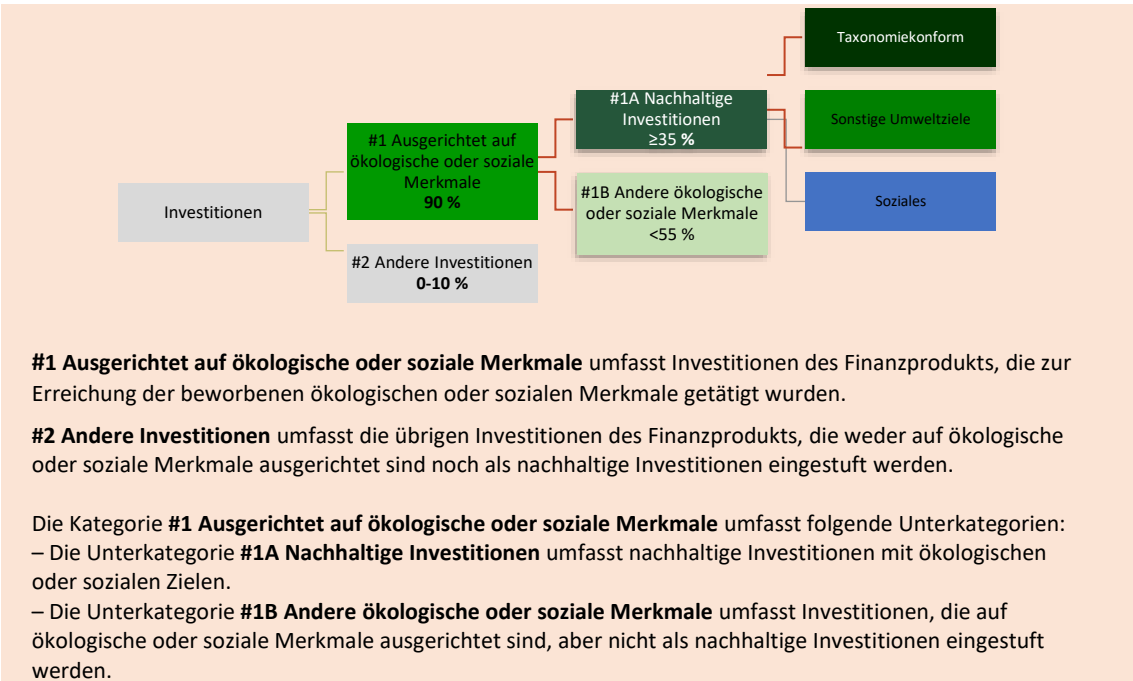 Taxonomiekonform
#1A Nachhaltige
Investitionen
≥35 %
Sonstige Umweltziele
#1 Ausgerichtet auf
ökologische oder soziale
Merkmale
90 %
#1B Andere ökologische
oder soziale Merkmale
<55 %
Soziales
Investitionen
#2 Andere Investitionen
0-10 %
#1 Ausgerichtet auf ökologische oder soziale Merkmale umfasst Investitionen des Finanzprodukts, die zur
Erreichung der beworbenen ökologischen oder sozialen Merkmale getätigt wurden.
#2 Andere Investitionen umfasst die übrigen Investitionen des Finanzprodukts, die weder auf ökologische
oder soziale Merkmale ausgerichtet sind noch als nachhaltige Investitionen eingestuft werden.
Die Kategorie #1 Ausgerichtet auf ökologische oder soziale Merkmale umfasst folgende Unterkategorien:
– Die Unterkategorie #1A Nachhaltige Investitionen umfasst nachhaltige Investitionen mit ökologischen
oder sozialen Zielen.
– Die Unterkategorie #1B Andere ökologische oder soziale Merkmale umfasst Investitionen, die auf
ökologische oder soziale Merkmale ausgerichtet sind, aber nicht als nachhaltige Investitionen eingestuft
werden.